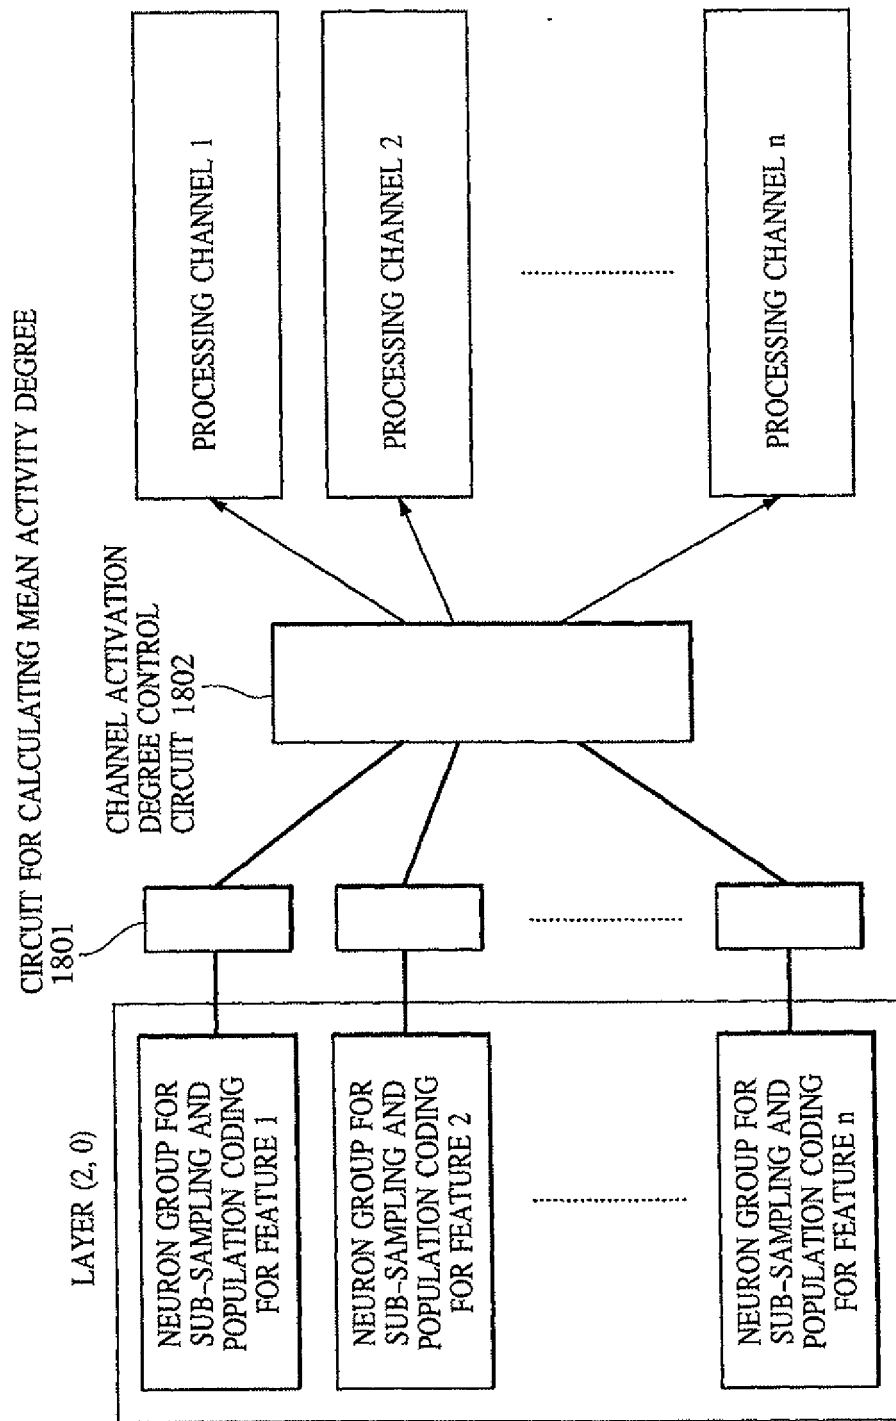 CIRCUIT FOR CALCULATING MEAN ACTIVITY DEGREE
1801
LAYER (2, 0)
CHANNEL ACTIVATION
DEGREE CONTROL
CIRCUIT 1802
NEURON GROUP FOR
SUB-SAMPLING AND
POPULATION CODING
FOR FEATURE 1
PROCESSING CHANNEL 1
NEURON GROUP FOR
SUB-SAMPLING AND
POPULATION CODING
FOR FEATURE 2
PROCESSING CHANNEL 2
NEURON GROUP FOR
SUB-SAMPLING AND
POPULATION CODING
FOR FEATURE n
PROCESSING CHANNEL n